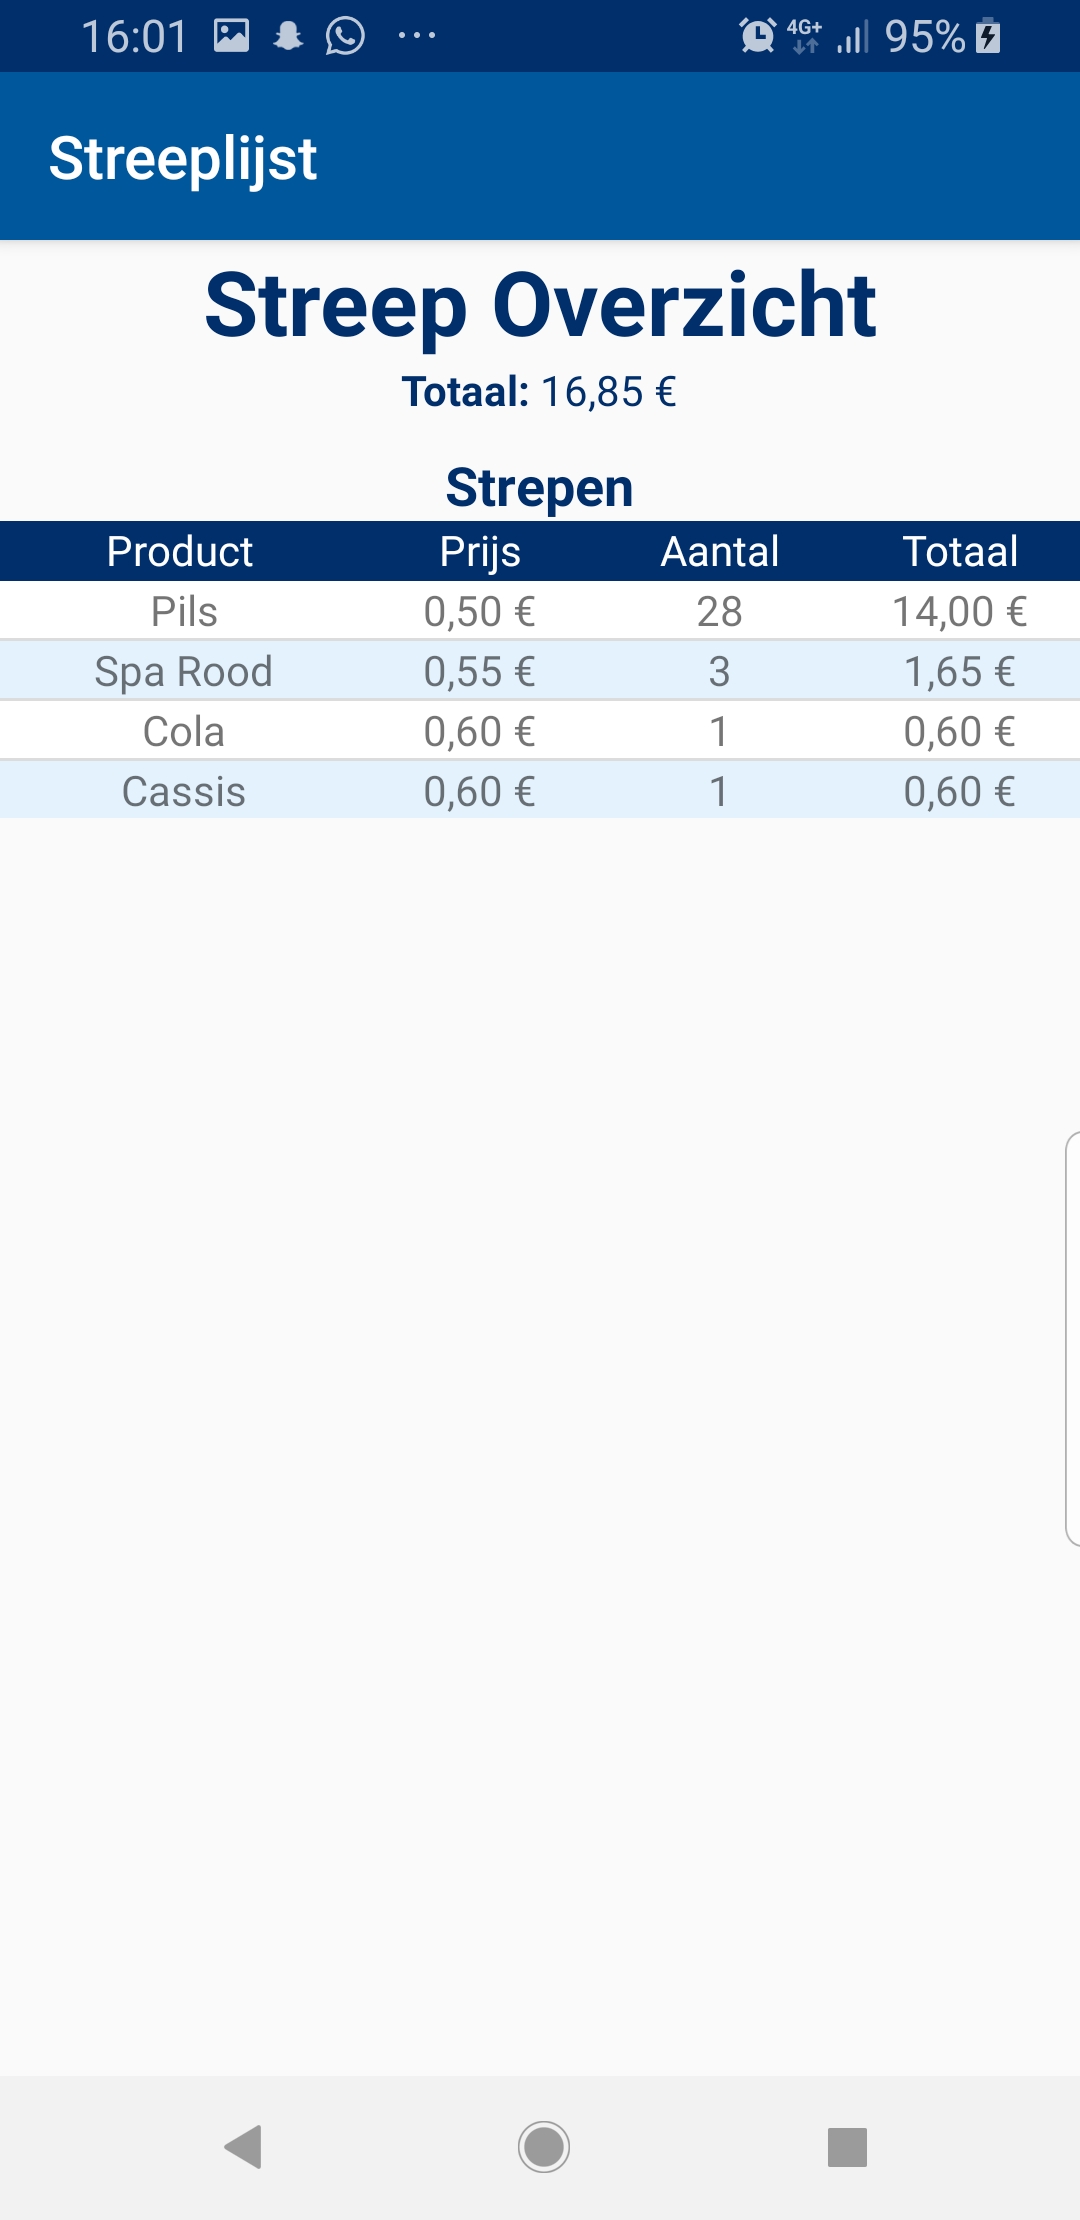 16:01 4G+ 95%
Streeplijst
Streep Overzicht
Totaal: 16,85 €
Strepen
Product Prijs Aantal Totaal
Pils 0,50 € 28 14,00 €
Spa Rood 0,55 € 3 1,65 €
Cola 0,60 € 1 0,60 €
Cassis 0,60 € 1 0,60 €